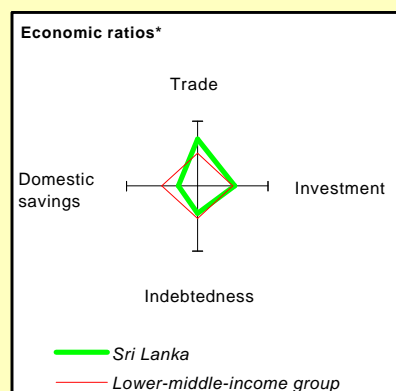 Economic ratios*
Trade
Domestic
savings
Investment
Indebtedness
Sri Lanka
Lower-middle-income group